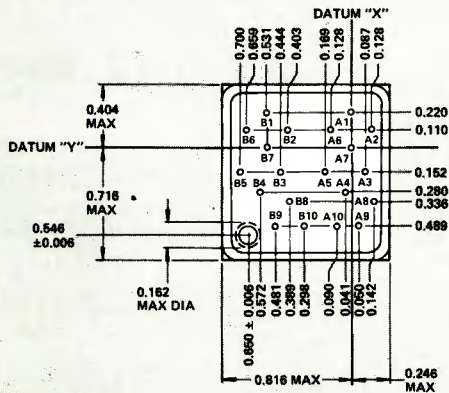 DATUM "X"
0.700
0.659
0.531
0.444
0.403
0.169
0.128
0.087
0.128
0.404
MAX
B1
A1
0.220
B6
B2
A6
A2
0.110
DATUM "Y"
B7
A7
B5
B3
A5
A3
0.152
B4
A4
0.280
0.716
MAX
B8
A8
0.336
0.546
±0.006
B9
B10
A10
A9
0.489
0.162
MAX DIA
0.650 ± 0.006
0.572
0.481
0.389
0.298
0.090
0.041
0.050
0.142
0.816 MAX
0.246
MAX